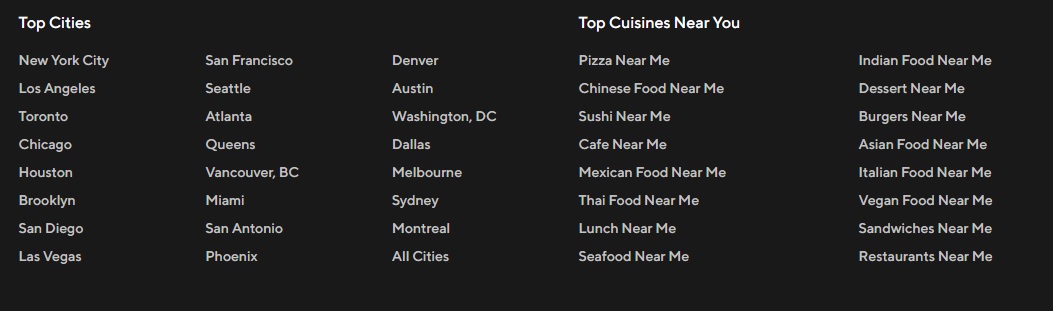 Top Cities
New York City
Los Angeles
Toronto
Chicago
Houston
Brooklyn
San Diego
Las Vegas
San Francisco
Seattle
Atlanta
Queens
Vancouver, BC
Miami
San Antonio
Phoenix
Denver
Austin
Washington, DC
Dallas
Melbourne
Sydney
Montreal
All Cities
Top Cuisines Near You
Pizza Near Me
Chinese Food Near Me
Sushi Near Me
Cafe Near Me
Mexican Food Near Me
Thai Food Near Me
Lunch Near Me
Seafood Near Me
Indian Food Near Me
Dessert Near Me
Burgers Near Me
Asian Food Near Me
Italian Food Near Me
Vegan Food Near Me
Sandwiches Near Me
Restaurants Near Me